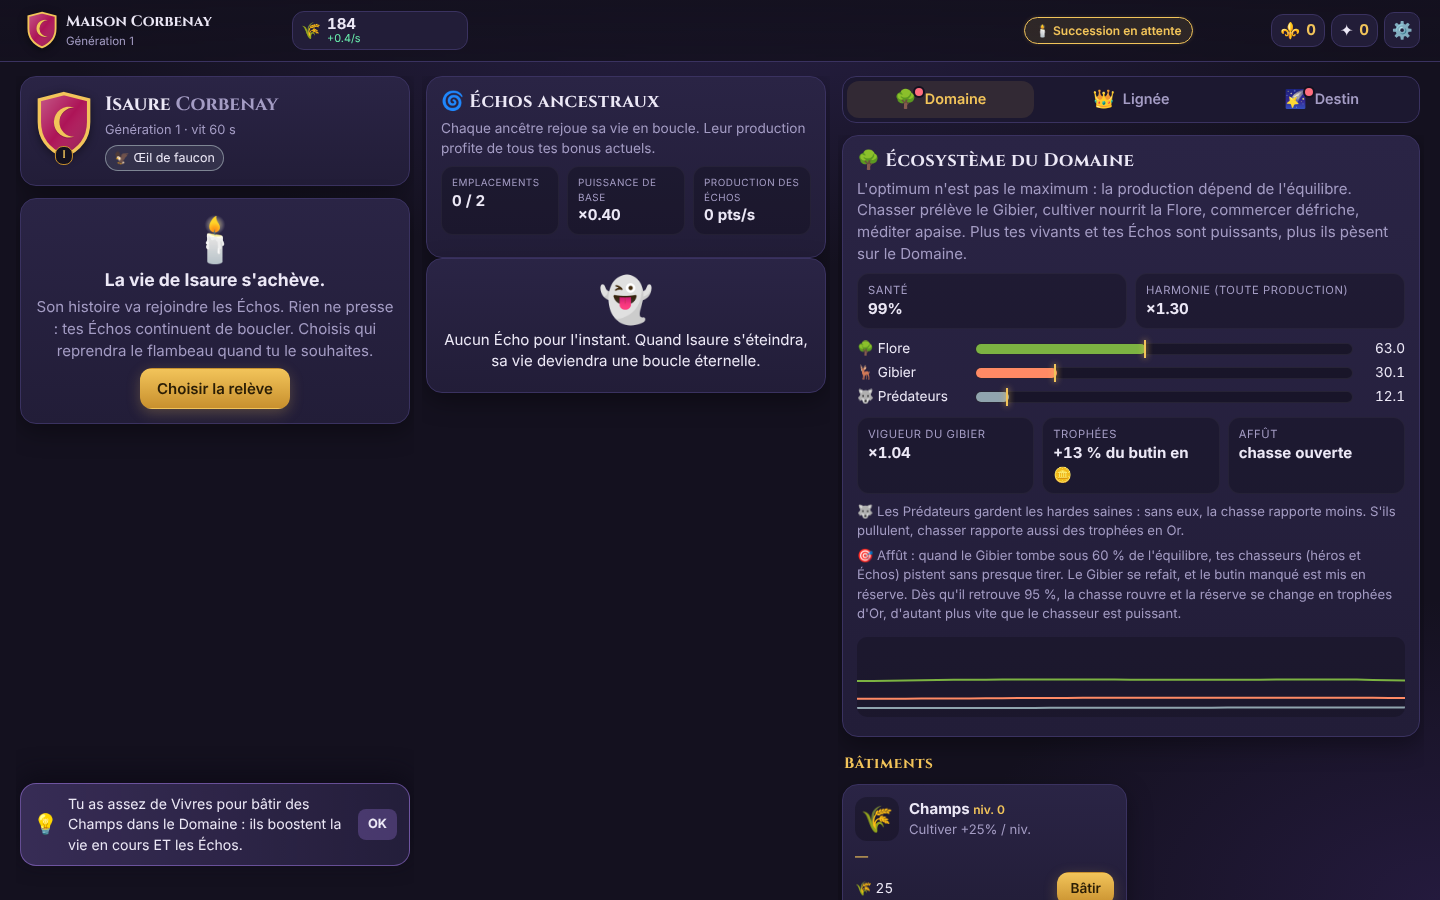 Maison Corbenay
Génération 1
184
+0.4/s
Succession en attente
0
0
Isaure Corbenay
Génération 1 · vit 60 s
I
Œil de faucon
La vie de Isaure s'achève.
Son histoire va rejoindre les Échos. Rien ne presse
: tes Échos continuent de boucler. Choisis qui
reprendra le flambeau quand tu le souhaites.
Choisir la relève
Tu as assez de Vivres pour bâtir des
Champs dans le Domaine : ils boostent la
vie en cours ET les Échos.
OK
Échos ancestraux
Chaque ancêtre rejoue sa vie en boucle. Leur production
profite de tous tes bonus actuels.
EMPLACEMENTS
0 / 2
PUISSANCE DE
BASE
×0.40
PRODUCTION DES
ÉCHOS
0 pts/s
Aucun Écho pour l'instant. Quand Isaure s'éteindra,
sa vie deviendra une boucle éternelle.
Domaine
Lignée
Destin
Écosystème du Domaine
L'optimum n'est pas le maximum : la production dépend de l'équilibre.
Chasser prélève le Gibier, cultiver nourrit la Flore, commercer défriche,
méditer apaise. Plus tes vivants et tes Échos sont puissants, plus ils pèsent
sur le Domaine.
SANTÉ
99%
HARMONIE (TOUTE PRODUCTION)
×1.30
Flore 63.0
Gibier 30.1
Prédateurs 12.1
VIGUEUR DU GIBIER
×1.04
TROPHÉES
+13 % du butin en
AFFÛT
chasse ouverte
Les Prédateurs gardent les hardes saines : sans eux, la chasse rapporte moins. S'ils
pullulent, chasser rapporte aussi des trophées en Or.
Affût : quand le Gibier tombe sous 60 % de l'équilibre, tes chasseurs (héros et
Échos) pistent sans presque tirer. Le Gibier se refait, et le butin manqué est mis en
réserve. Dès qu'il retrouve 95 %, la chasse rouvre et la réserve se change en trophées
d'Or, d'autant plus vite que le chasseur est puissant.
Bâtiments
Champs niv. 0
Cultiver +25% / niv.
—
25
Bâtir